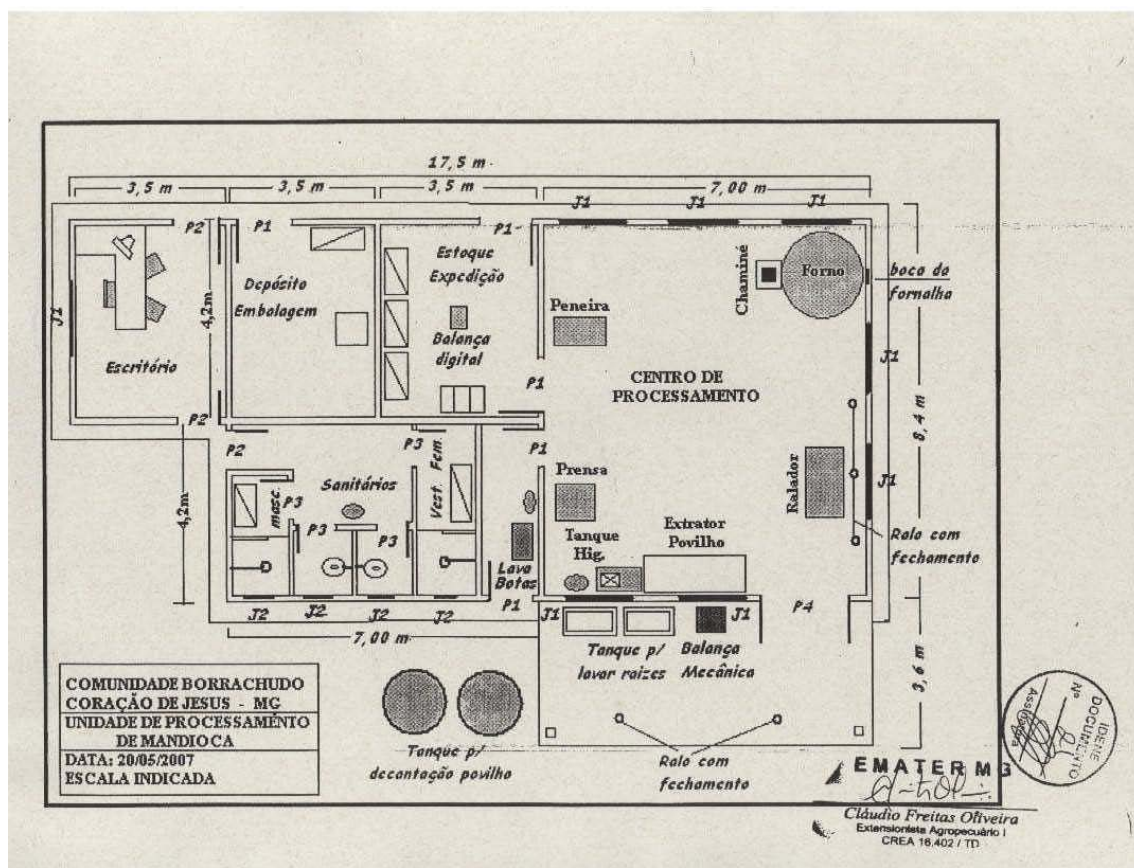 17,5 m
3,5 m
3,5 m
3,5 m
7,00 m
J1
J1
J1
P2
P1
P1
Estoque
Expedição
Depósito
Embalagem
Chaminé
Forno
boca da
fornalha
J1
4,2m
Peneira
Balança
digital
Escritório
J1
P1
CENTRO DE
PROCESSAMENTO
8,4 m
P2
P2
P3
P1
Vest. Fem.
Prensa
Ralador
J1
Sanitários
masc.
P3
4,2m
P3
P3
Tanque
Hig.
Extrator
Povilho
Ralo com
fechamento
Lava
Botas
J2
J2
J2
J2
P1
J1
J1
P4
7,00 m
Tanque p/
lavar raizes
Balança
Mecânica
3,6 m
COMUNIDADE BORRACHUDO
CORAÇÃO DE JESUS - MG
UNIDADE DE PROCESSAMENTO
DE MANDIOCA
DATA: 20/05/2007
ESCALA INDICADA
Tanque p/
decantação povilho
Ralo com
fechamento
Nº
DOCUMENTO
EMATER MG
Cláudio Freitas Oliveira
Extensionista Agropecuário I
CREA 16.402 / TD